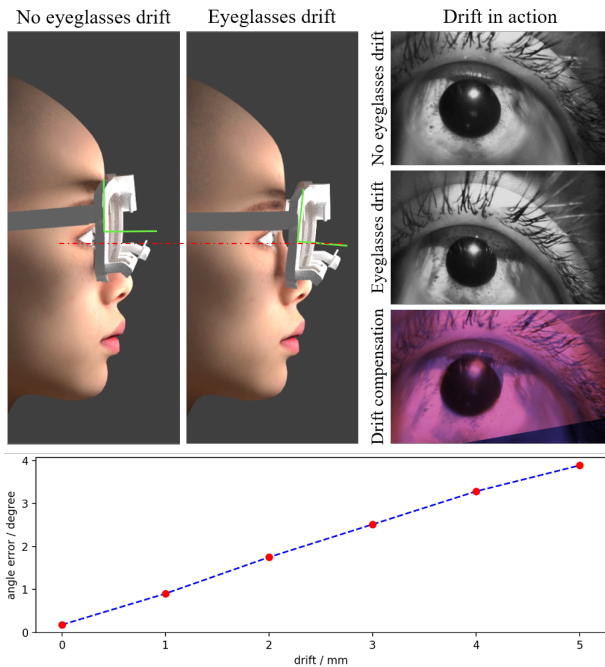 No eyeglasses drift
Eyeglasses drift
Drift in action
No eyeglasses drift
Eyeglasses drift
Drift compensation
4
3
2
1
0
angle error / degree
0 1 2 3 4 5
drift / mm